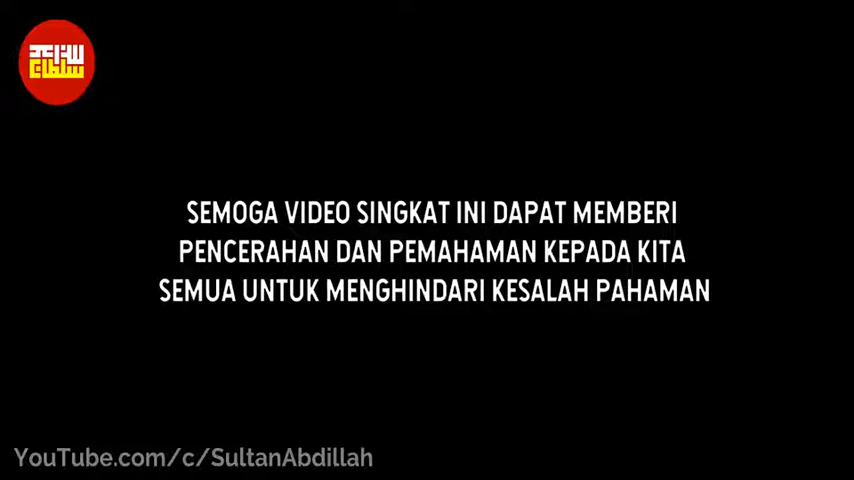 SEMOGA VIDEO SINGKAT INI DAPAT MEMBERI
PENCERAHAN DAN PEMAHAMAN KEPADA KITA
SEMUA UNTUK MENGHINDARI KESALAH PAHAMAN
YouTube.com/c/SultanAbdillah